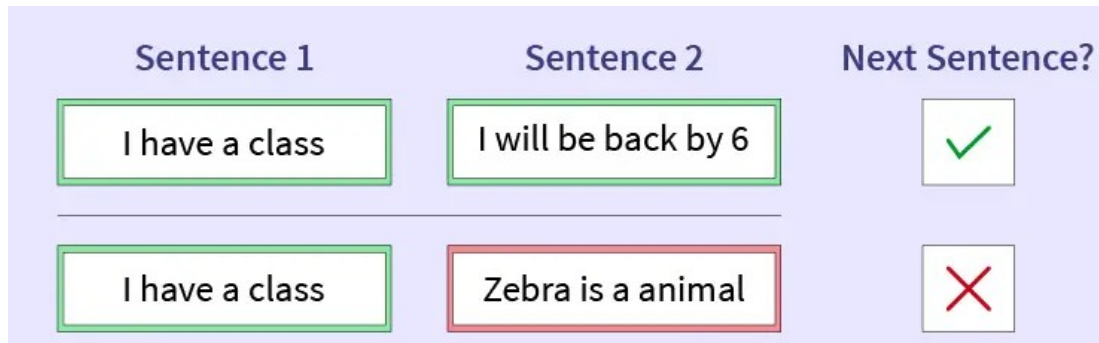 Sentence 1 Sentence 2 Next Sentence?
I have a class I will be back by 6
I have a class Zebra is a animal